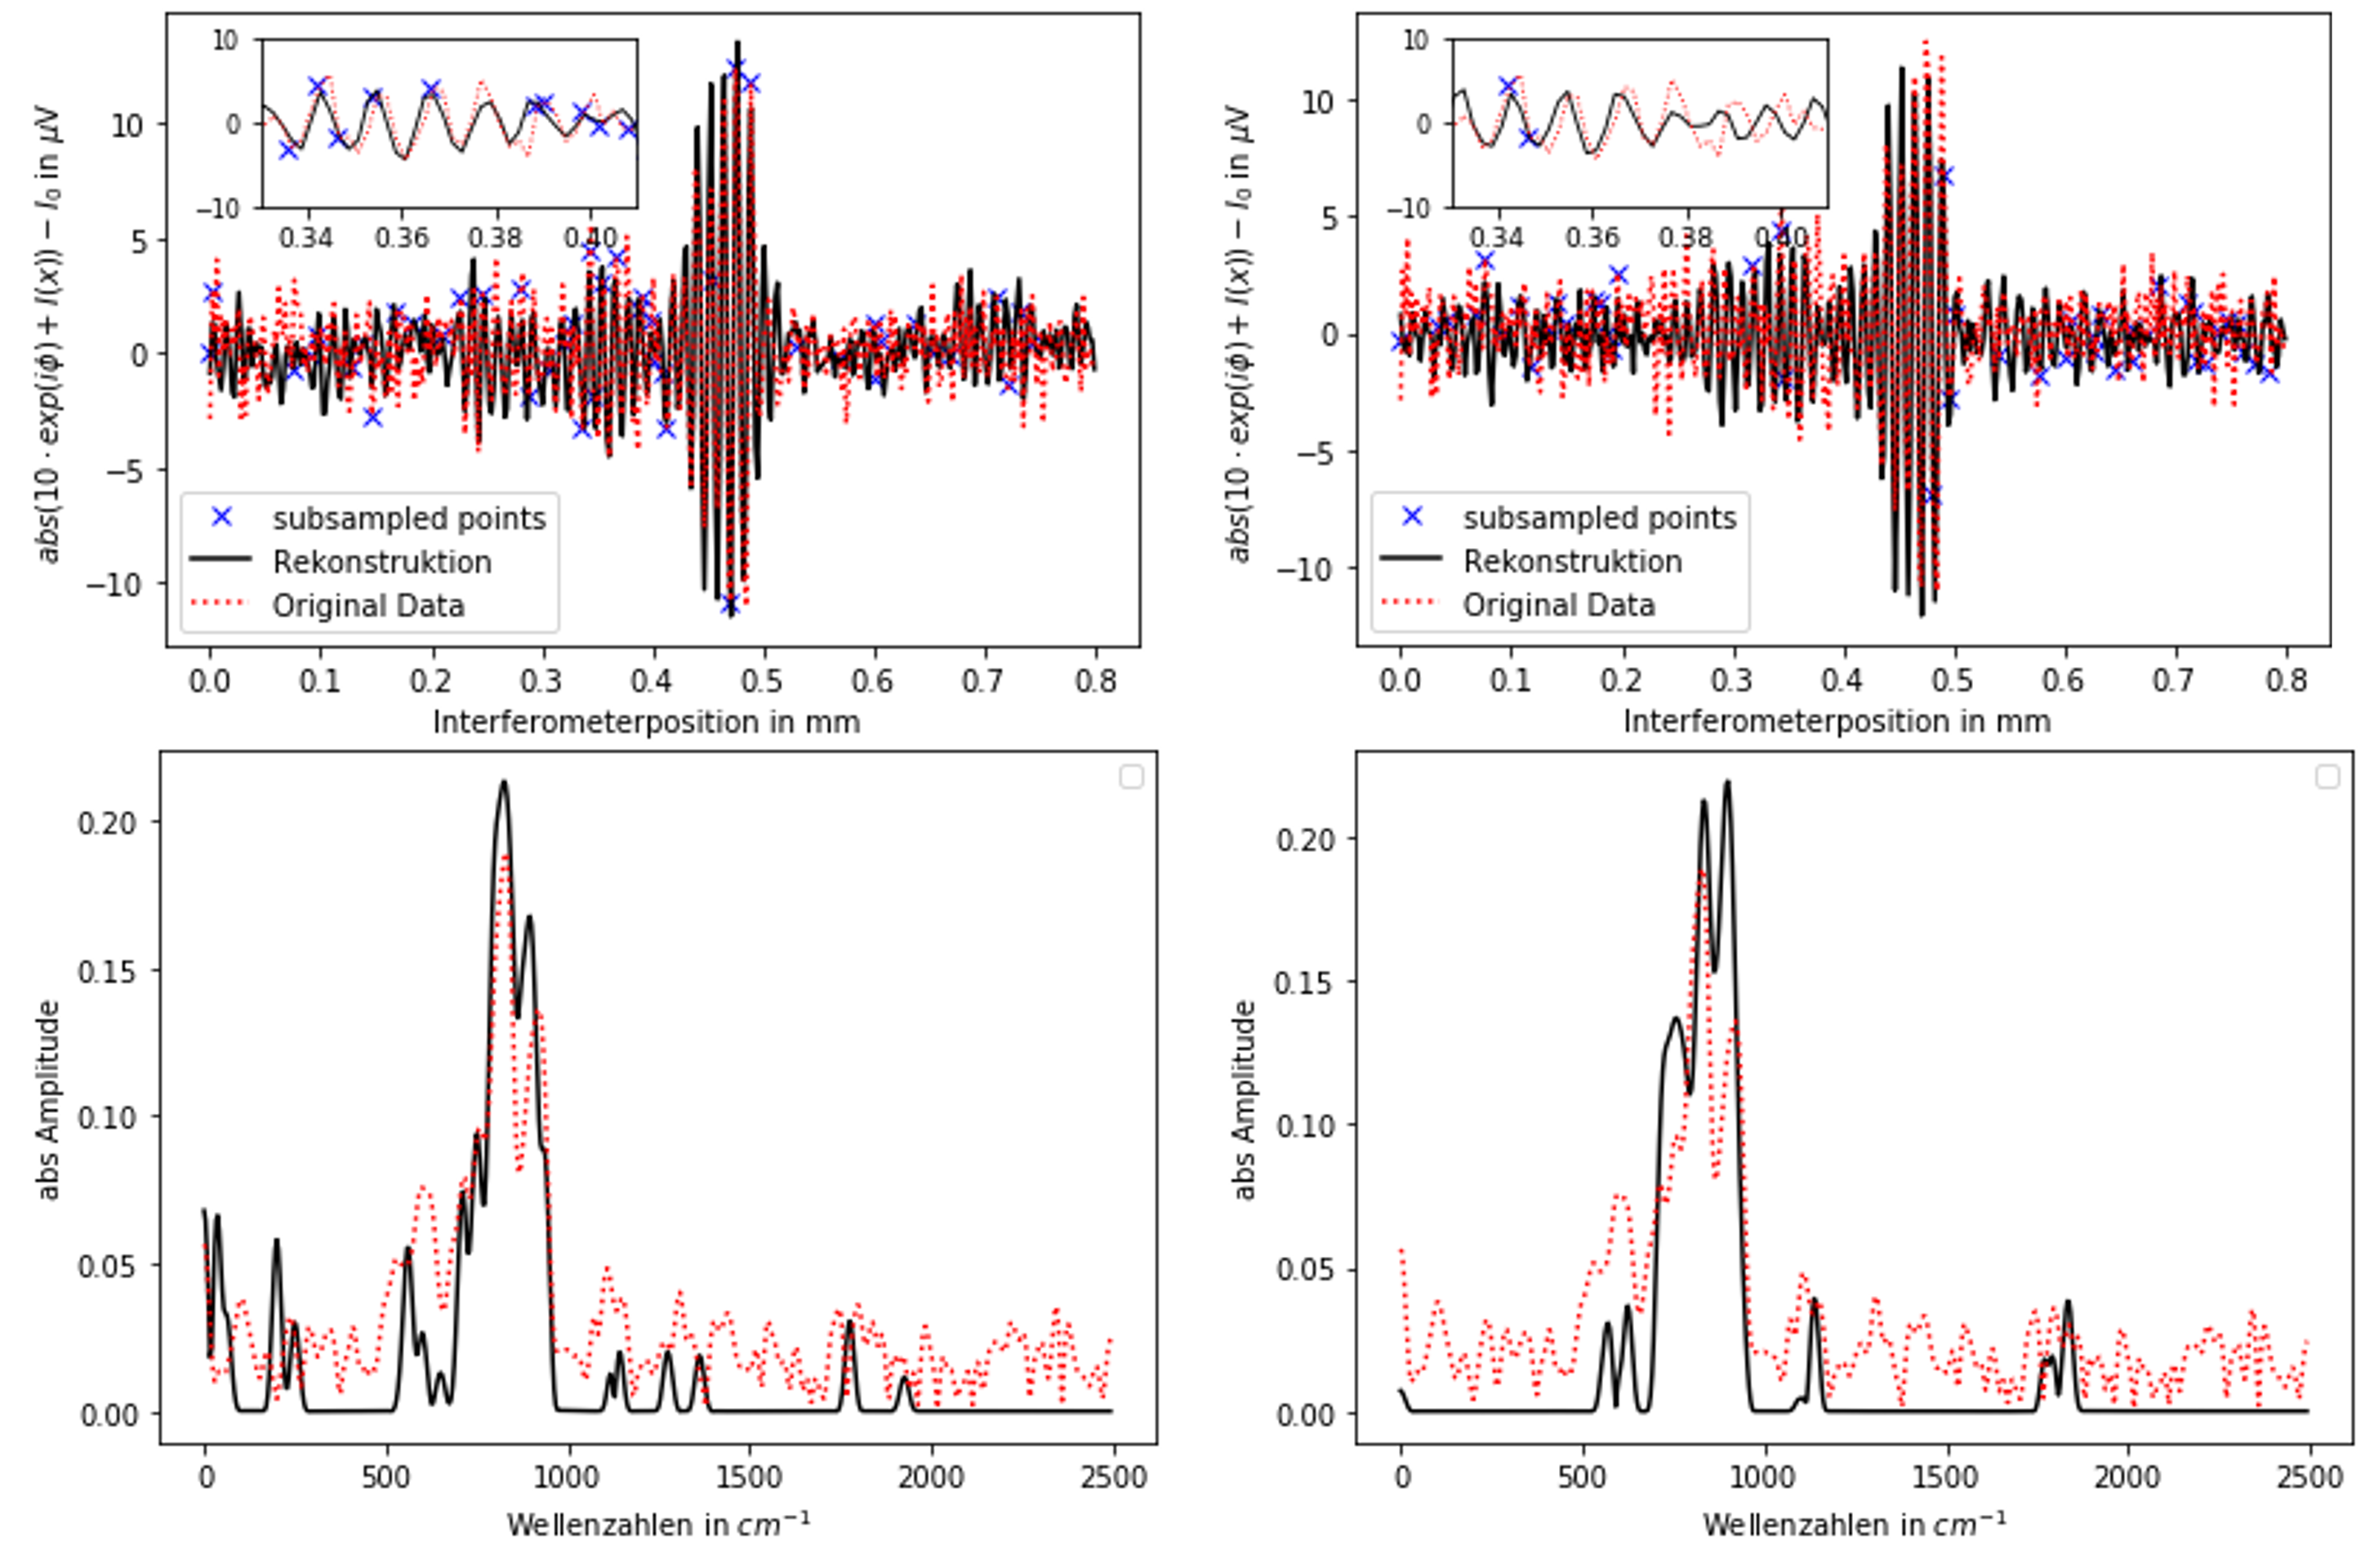 abs(10 · exp(iϕ) + I(x)) − I₀ in μV
10
5
0
−5
−10
10
0
−10
0.34 0.36 0.38 0.40
subsampled points
Rekonstruktion
Original Data
0.0 0.1 0.2 0.3 0.4 0.5 0.6 0.7 0.8
Interferometerposition in mm
abs(10 · exp(iϕ) + I(x)) − I₀ in μV
10
5
0
−5
−10
10
0
−10
0.34 0.36 0.38 0.40
subsampled points
Rekonstruktion
Original Data
0.0 0.1 0.2 0.3 0.4 0.5 0.6 0.7 0.8
Interferometerposition in mm
abs Amplitude
0.20
0.15
0.10
0.05
0.00
0 500 1000 1500 2000 2500
Wellenzahlen in cm⁻¹
abs Amplitude
0.20
0.15
0.10
0.05
0.00
0 500 1000 1500 2000 2500
Wellenzahlen in cm⁻¹